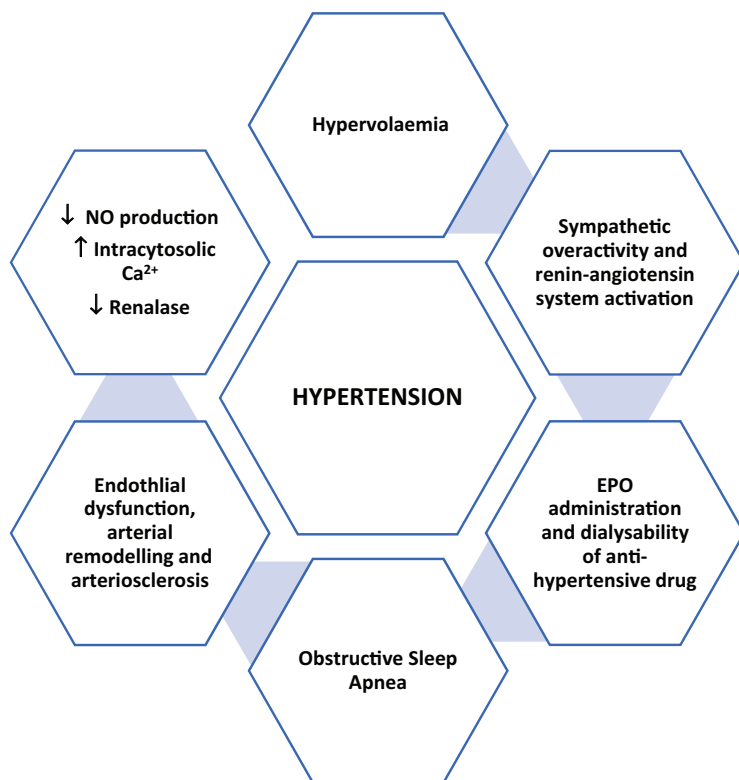 Hypervolaemia
Sympathetic
overactivity and
renin-angiotensin
system activation
EPO
administration
and dialysability
of anti-
hypertensive drug
Obstructive Sleep
Apnea
Endothlial
dysfunction,
arterial
remodelling and
arteriosclerosis
↓ NO production
↑ Intracytosolic
Ca²⁺
↓ Renalase
HYPERTENSION